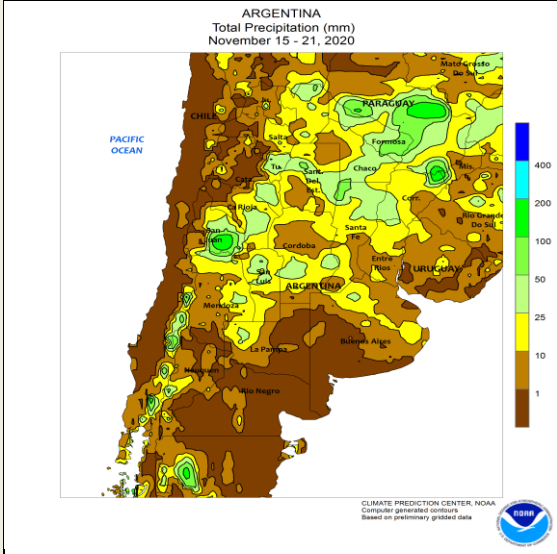 ARGENTINA
Total Precipitation (mm)
November 15 - 21, 2020
Mato Grosso
Do Sul
PARAGUAY
CHILE
PACIFIC
OCEAN
Salta
Formosa
Tu.
Sant.
Del
Est.
Chaco
Mis.
Cata.
Corr.
La Rioja
Rio Grande
Do Sul
San
Juan
Santa
Fe
Cordoba
Entre
Rios
URUGUAY
San
Luis
ARGENTINA
Mendoza
Buenos Aires
La Pampa
Neuquen
Rio Negro
400
200
100
50
25
10
1
CLIMATE PREDICTION CENTER, NOAA
Computer generated contours
Based on preliminary gridded data
NOAA